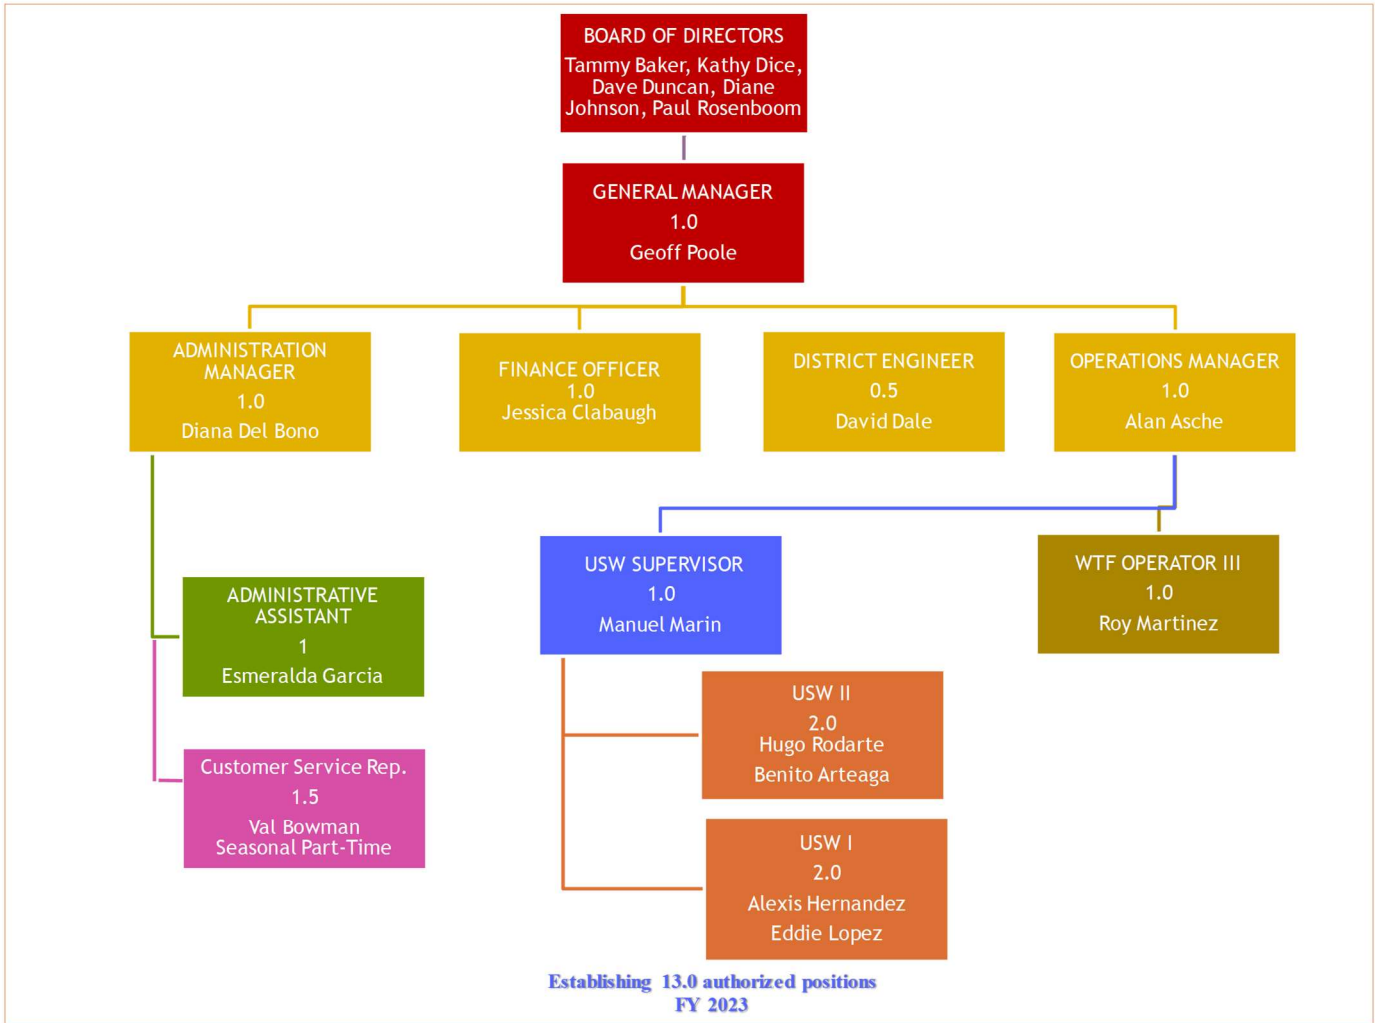 BOARD OF DIRECTORS
Tammy Baker, Kathy Dice,
Dave Duncan, Diane
Johnson, Paul Rosenboom
GENERAL MANAGER
1.0
Geoff Poole
ADMINISTRATION
MANAGER
1.0
Diana Del Bono
FINANCE OFFICER
1.0
Jessica Clabaugh
DISTRICT ENGINEER
0.5
David Dale
OPERATIONS MANAGER
1.0
Alan Asche
USW SUPERVISOR
1.0
Manuel Marin
WTF OPERATOR III
1.0
Roy Martinez
ADMINISTRATIVE
ASSISTANT
1
Esmeralda Garcia
USW II
2.0
Hugo Rodarte
Benito Arteaga
Customer Service Rep.
1.5
Val Bowman
Seasonal Part-Time
USW I
2.0
Alexis Hernandez
Eddie Lopez
Establishing 13.0 authorized positions
FY 2023